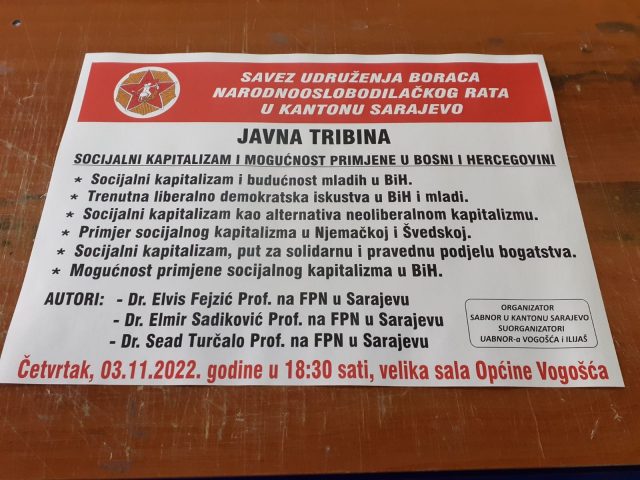 SAVEZ UDRUŽENJA BORACA
NARODNOOSLOBODILAČKOG RATA
U KANTONU SARAJEVO
JAVNA TRIBINA
SOCIJALNI KAPITALIZAM I MOGUĆNOST PRIMJENE U BOSNI I HERCEGOVINI
* Socijalni kapitalizam i budućnost mladih u BiH.
* Trenutna liberalno demokratska iskustva u BiH i mladi.
* Socijalni kapitalizam kao alternativa neoliberalnom kapitalizmu.
* Primjer socijalnog kapitalizma u Njemačkoj i Švedskoj.
* Socijalni kapitalizam, put za solidarnu i pravednu podjelu bogatstva.
* Mogućnost primjene socijalnog kapitalizma u BiH.
AUTORI: - Dr. Elvis Fejzić Prof. na FPN u Sarajevu
- Dr. Elmir Sadiković Prof. na FPN u Sarajevu
- Dr. Sead Turčalo Prof. na FPN u Sarajevu
ORGANIZATOR
SABNOR U KANTONU SARAJEVO
SUORGANIZATORI
UABNOR-a VOGOŠĆA i ILIJAŠ
Četvrtak, 03.11.2022. godine u 18:30 sati, velika sala Općine Vogošća